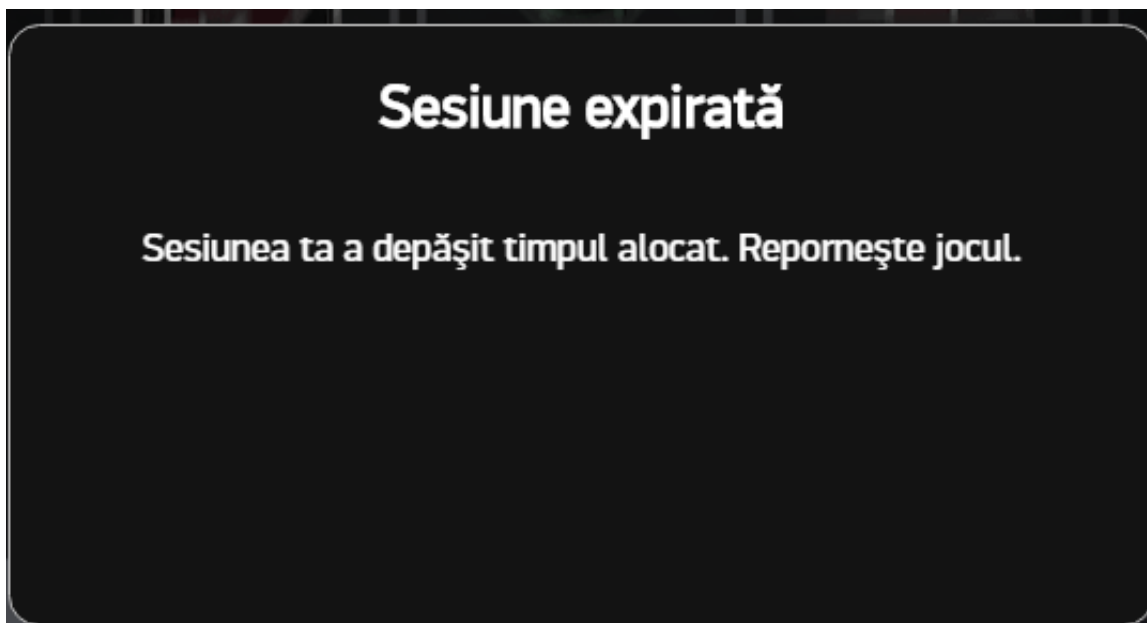 Sesiune expirată
Sesiunea ta a depăşit timpul alocat. Reporneşte jocul.